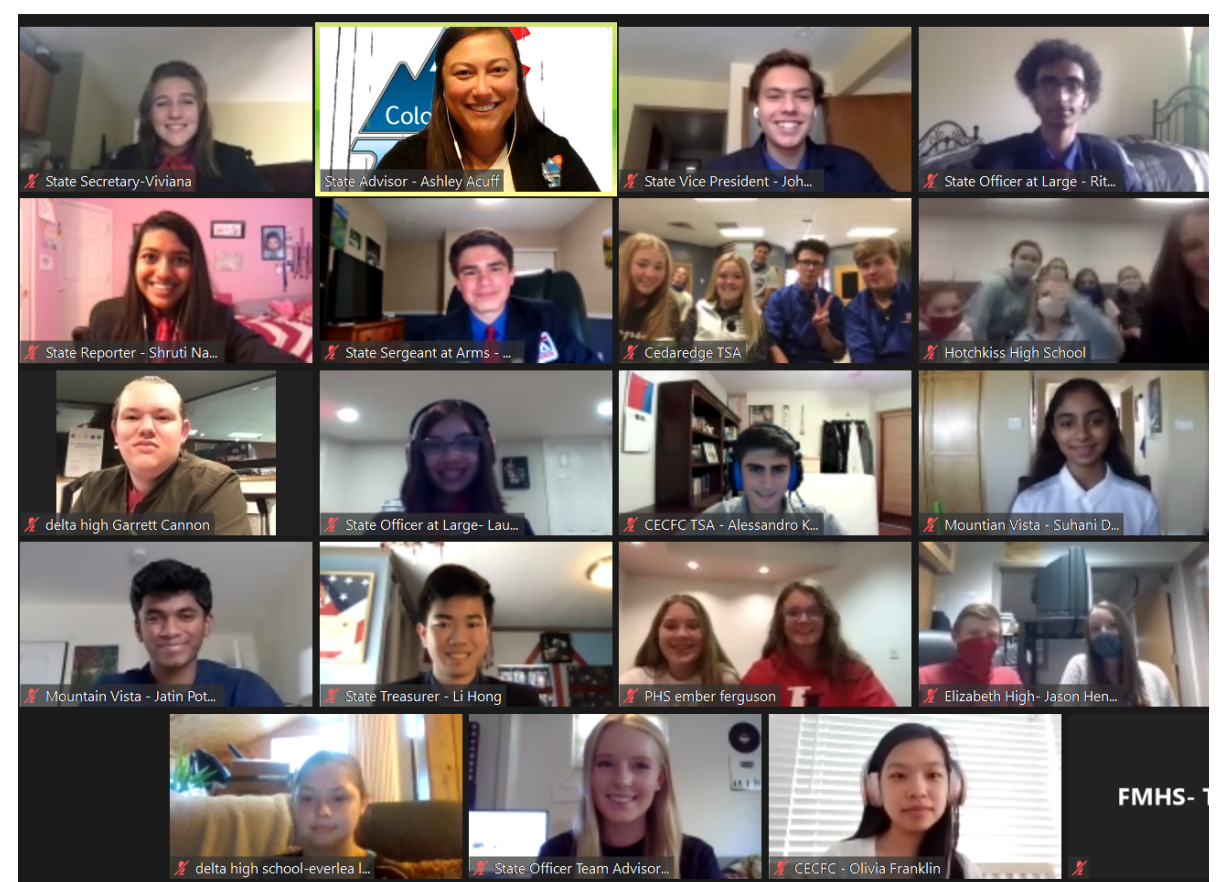 Colo
State Secretary-Viviana
State Advisor - Ashley Acuff
State Vice President - Joh...
State Officer at Large - Rit...
State Reporter - Shruti Na...
State Sergeant at Arms - ...
Cedaredge TSA
Hotchkiss High School
delta high Garrett Cannon
State Officer at Large- Lau...
CECFC TSA - Alessandro K...
Mountian Vista - Suhani D...
Mountain Vista - Jatin Pot...
State Treasurer - Li Hong
PHS ember ferguson
Elizabeth High- Jason Hen...
delta high school-everlea l...
State Officer Team Advisor...
CECFC - Olivia Franklin
FMHS- T